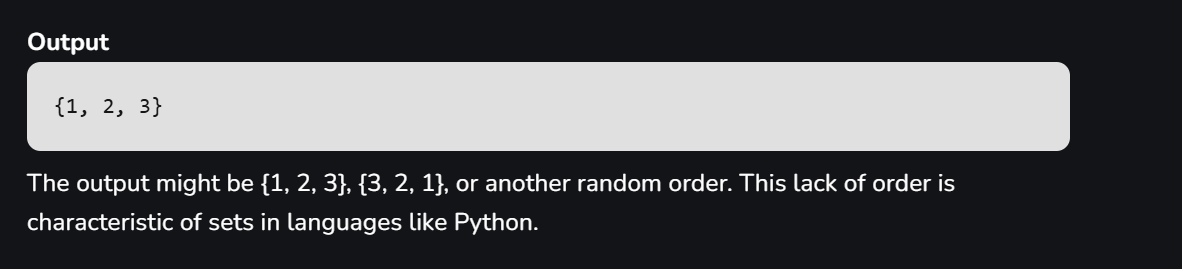 Output
{1, 2, 3}
The output might be {1, 2, 3}, {3, 2, 1}, or another random order. This lack of order is
characteristic of sets in languages like Python.